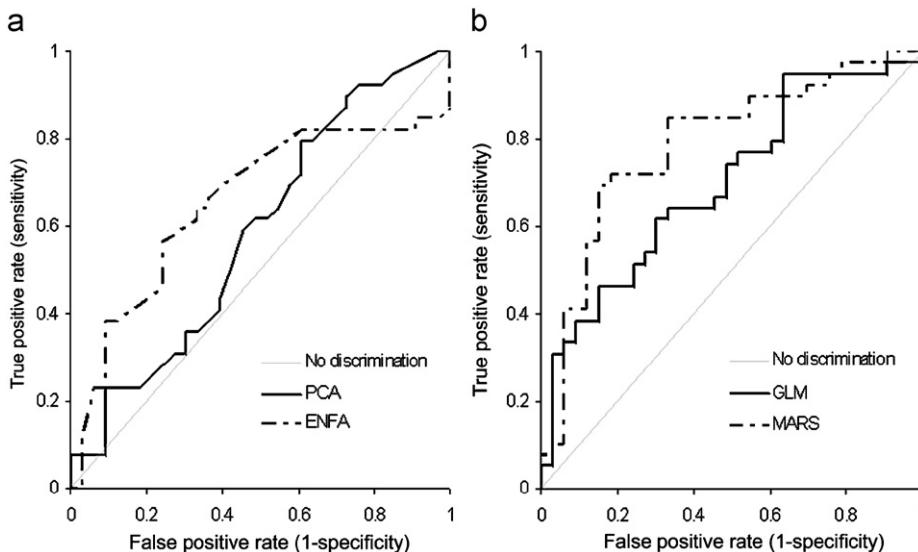 a
1
0.8
0.6
0.4
0.2
0
True positive rate (sensitivity)
No discrimination
PCA
ENFA
0 0.2 0.4 0.6 0.8 1
False positive rate (1-specificity)
b
1
0.8
0.6
0.4
0.2
0
True positive rate (sensitivity)
No discrimination
GLM
MARS
0 0.2 0.4 0.6 0.8
False positive rate (1-specificity)